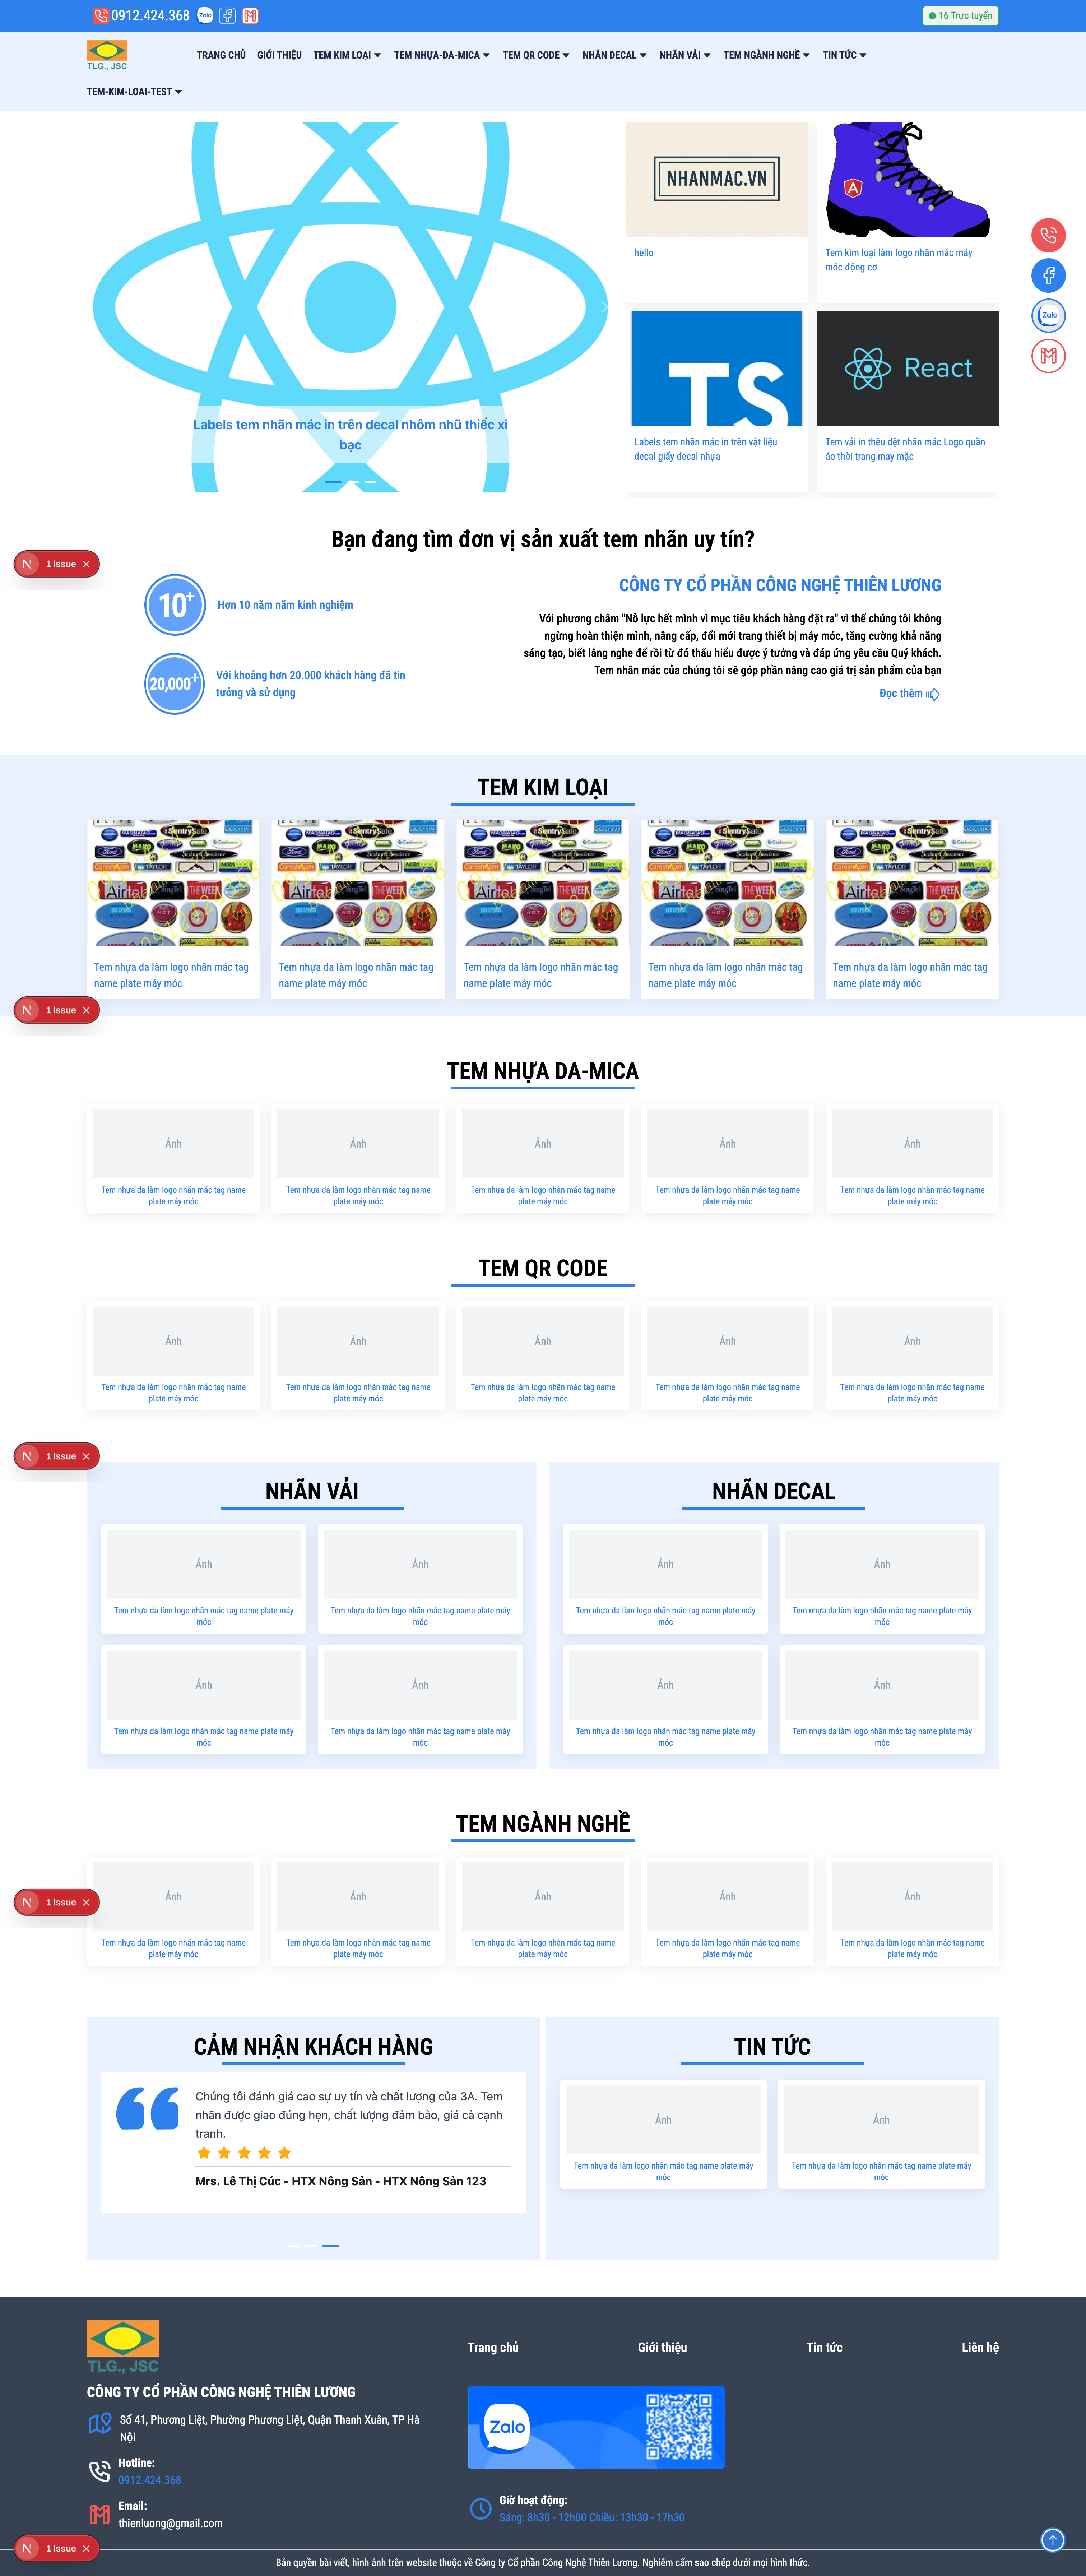 0912.424.368
Zalo
16 Trực tuyến
TLG., JSC
TRANG CHỦ
GIỚI THIỆU
TEM KIM LOẠI
TEM NHỰA-DA-MICA
TEM QR CODE
NHÃN DECAL
NHÃN VẢI
TEM NGÀNH NGHỀ
TIN TỨC
TEM-KIM-LOAI-TEST
Labels tem nhãn mác in trên decal nhôm nhũ thiếc xi
bạc
NHANMAC.VN
hello
A
Tem kim loại làm logo nhãn mác máy
móc động cơ
TS
Labels tem nhãn mác in trên vật liệu
decal giấy decal nhựa
React
Tem vải in thêu dệt nhãn mác Logo quần
áo thời trang may mặc
Zalo
Bạn đang tìm đơn vị sản xuất tem nhãn uy tín?
N 1 Issue
10+
Hơn 10 năm năm kinh nghiệm
20,000+
Với khoảng hơn 20.000 khách hàng đã tin
tưởng và sử dụng
CÔNG TY CỔ PHẦN CÔNG NGHỆ THIÊN LƯƠNG
Với phương châm "Nỗ lực hết mình vì mục tiêu khách hàng đặt ra" vì thế chúng tôi không
ngừng hoàn thiện mình, nâng cấp, đổi mới trang thiết bị máy móc, tăng cường khả năng
sáng tạo, biết lắng nghe để rồi từ đó thấu hiểu được ý tưởng và đáp ứng yêu cầu Quý khách.
Tem nhãn mác của chúng tôi sẽ góp phần nâng cao giá trị sản phẩm của bạn
Đọc thêm
TEM KIM LOẠI
Tem nhựa da làm logo nhãn mác tag
name plate máy móc
Tem nhựa da làm logo nhãn mác tag
name plate máy móc
Tem nhựa da làm logo nhãn mác tag
name plate máy móc
Tem nhựa da làm logo nhãn mác tag
name plate máy móc
Tem nhựa da làm logo nhãn mác tag
name plate máy móc
N 1 Issue
TEM NHỰA DA-MICA
Ảnh
Tem nhựa da làm logo nhãn mác tag name
plate máy móc
Ảnh
Tem nhựa da làm logo nhãn mác tag name
plate máy móc
Ảnh
Tem nhựa da làm logo nhãn mác tag name
plate máy móc
Ảnh
Tem nhựa da làm logo nhãn mác tag name
plate máy móc
Ảnh
Tem nhựa da làm logo nhãn mác tag name
plate máy móc
TEM QR CODE
Ảnh
Tem nhựa da làm logo nhãn mác tag name
plate máy móc
Ảnh
Tem nhựa da làm logo nhãn mác tag name
plate máy móc
Ảnh
Tem nhựa da làm logo nhãn mác tag name
plate máy móc
Ảnh
Tem nhựa da làm logo nhãn mác tag name
plate máy móc
Ảnh
Tem nhựa da làm logo nhãn mác tag name
plate máy móc
N 1 Issue
NHÃN VẢI
Ảnh
Tem nhựa da làm logo nhãn mác tag name plate máy
móc
Ảnh
Tem nhựa da làm logo nhãn mác tag name plate máy
móc
Ảnh
Tem nhựa da làm logo nhãn mác tag name plate máy
móc
Ảnh
Tem nhựa da làm logo nhãn mác tag name plate máy
móc
NHÃN DECAL
Ảnh
Tem nhựa da làm logo nhãn mác tag name plate máy
móc
Ảnh
Tem nhựa da làm logo nhãn mác tag name plate máy
móc
Ảnh
Tem nhựa da làm logo nhãn mác tag name plate máy
móc
Ảnh
Tem nhựa da làm logo nhãn mác tag name plate máy
móc
TEM NGÀNH NGHỀ
Ảnh
Tem nhựa da làm logo nhãn mác tag name
plate máy móc
Ảnh
Tem nhựa da làm logo nhãn mác tag name
plate máy móc
Ảnh
Tem nhựa da làm logo nhãn mác tag name
plate máy móc
Ảnh
Tem nhựa da làm logo nhãn mác tag name
plate máy móc
Ảnh
Tem nhựa da làm logo nhãn mác tag name
plate máy móc
N 1 Issue
CẢM NHẬN KHÁCH HÀNG
Chúng tôi đánh giá cao sự uy tín và chất lượng của 3A. Tem
nhãn được giao đúng hẹn, chất lượng đảm bảo, giá cả cạnh
tranh.
Mrs. Lê Thị Cúc - HTX Nông Sản - HTX Nông Sản 123
TIN TỨC
Ảnh
Tem nhựa da làm logo nhãn mác tag name plate máy
móc
Ảnh
Tem nhựa da làm logo nhãn mác tag name plate máy
móc
TLG., JSC
CÔNG TY CỔ PHẦN CÔNG NGHỆ THIÊN LƯƠNG
Số 41, Phương Liệt, Phường Phương Liệt, Quận Thanh Xuân, TP Hà
Nội
Hotline:
0912.424.368
Email:
thienluong@gmail.com
Trang chủ
Giới thiệu
Tin tức
Liên hệ
Zalo
Giờ hoạt động:
Sáng: 8h30 - 12h00 Chiều: 13h30 - 17h30
N 1 Issue
Bản quyền bài viết, hình ảnh trên website thuộc về Công ty Cổ phần Công Nghệ Thiên Lương. Nghiêm cấm sao chép dưới mọi hình thức.